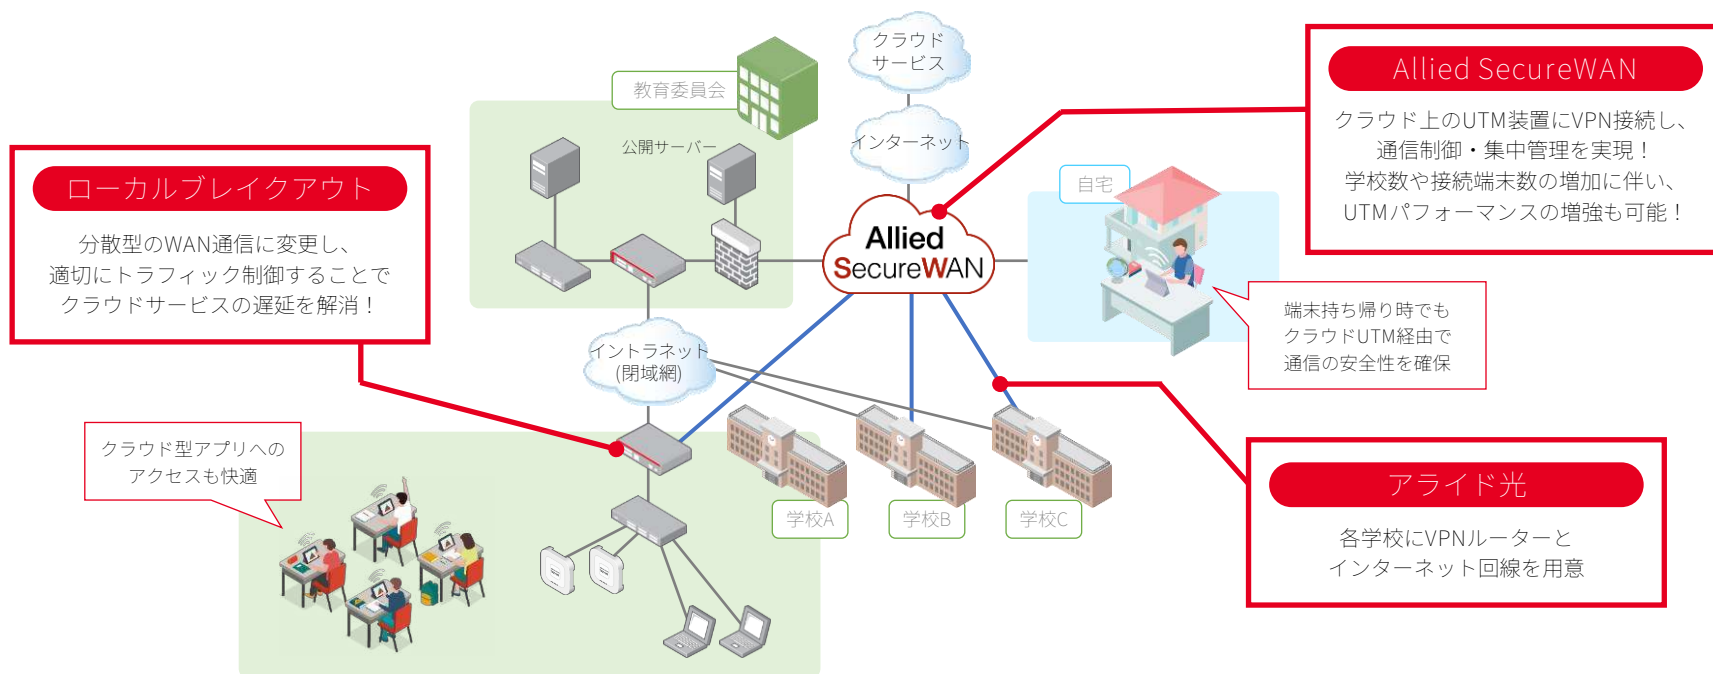 クラウド
サービス
教育委員会
公開サーバー
インターネット
Allied SecureWAN
クラウド上のUTM装置にVPN接続し、
通信制御・集中管理を実現！
学校数や接続端末数の増加に伴い、
UTMパフォーマンスの増強も可能！
ローカルブレイクアウト
分散型のWAN通信に変更し、
適切にトラフィック制御することで
クラウドサービスの遅延を解消！
自宅
Allied
SecureWAN
端末持ち帰り時でも
クラウドUTM経由で
通信の安全性を確保
イントラネット
(閉域網)
クラウド型アプリへの
アクセスも快適
学校A
学校B
学校C
アライド光
各学校にVPNルーターと
インターネット回線を用意